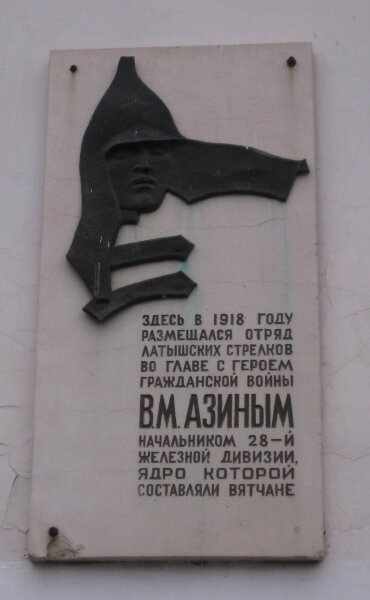 ЗДЕСЬ В 1918 ГОДУ
РАЗМЕЩАЛСЯ ОТРЯД
ЛАТЫШСКИХ СТРЕЛКОВ
ВО ГЛАВЕ С ГЕРОЕМ
ГРАЖДАНСКОЙ ВОЙНЫ
В.М. АЗИНЫМ
НАЧАЛЬНИКОМ 28-Й
ЖЕЛЕЗНОЙ ДИВИЗИИ,
ЯДРО КОТОРОЙ
СОСТАВЛЯЛИ ВЯТЧАНЕ